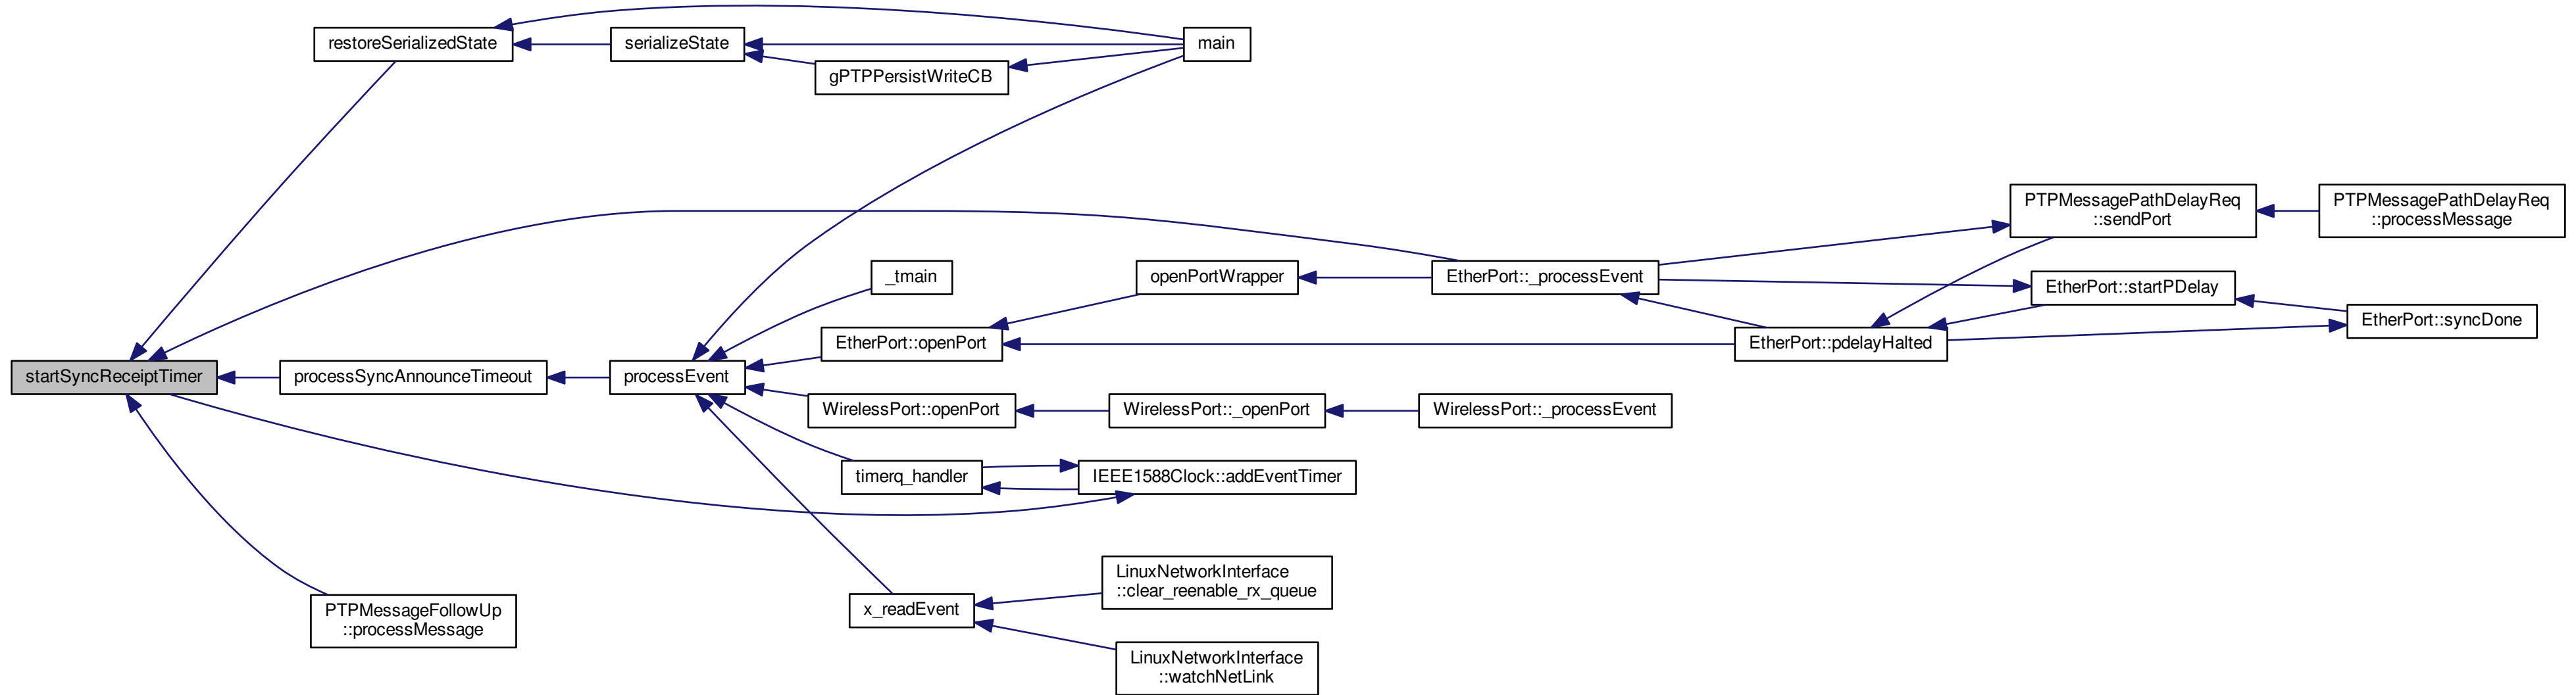 restoreSerializedState
serializeState
main
gPTPPersistWriteCB
PTPMessagePathDelayReq
::sendPort
PTPMessagePathDelayReq
::processMessage
_tmain
openPortWrapper
EtherPort::_processEvent
EtherPort::startPDelay
EtherPort::syncDone
EtherPort::openPort
EtherPort::pdelayHalted
startSyncReceiptTimer
processSyncAnnounceTimeout
processEvent
WirelessPort::openPort
WirelessPort::_openPort
WirelessPort::_processEvent
timerq_handler
IEEE1588Clock::addEventTimer
LinuxNetworkInterface
::clear_reenable_rx_queue
x_readEvent
PTPMessageFollowUp
::processMessage
LinuxNetworkInterface
::watchNetLink